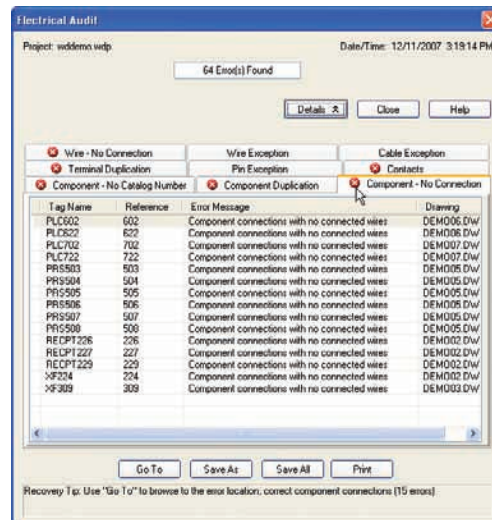 Electrical Audit
Project: wddemo.wdp Date/Time: 12/11/2007 3:19:14 PM
64 Error(s) Found
Details Close Help
Wire - No Connection Wire Exception Cable Exception
Terminal Duplication Pin Exception Contacts
Component - No Catalog Number Component Duplication Component - No Connection
Tag Name Reference Error Message Drawing
PLC602 602 Component connections with no connected wires DEMO06.DW
PLC622 622 Component connections with no connected wires DEMO06.DW
PLC702 702 Component connections with no connected wires DEMO07.DW
PLC722 722 Component connections with no connected wires DEMO07.DW
PRS503 503 Component connections with no connected wires DEMO05.DW
PRS504 504 Component connections with no connected wires DEMO05.DW
PRS505 505 Component connections with no connected wires DEMO05.DW
PRS506 506 Component connections with no connected wires DEMO05.DW
PRS507 507 Component connections with no connected wires DEMO05.DW
PRS508 508 Component connections with no connected wires DEMO05.DW
RECPT226 226 Component connections with no connected wires DEMO02.DW
RECPT227 227 Component connections with no connected wires DEMO02.DW
RECPT229 229 Component connections with no connected wires DEMO02.DW
XF224 224 Component connections with no connected wires DEMO02.DW
XF309 309 Component connections with no connected wires DEMO03.DW
Go To Save As Save All Print
Recovery Tip: Use "Go To" to browse to the error location, correct component connections (15 errors)